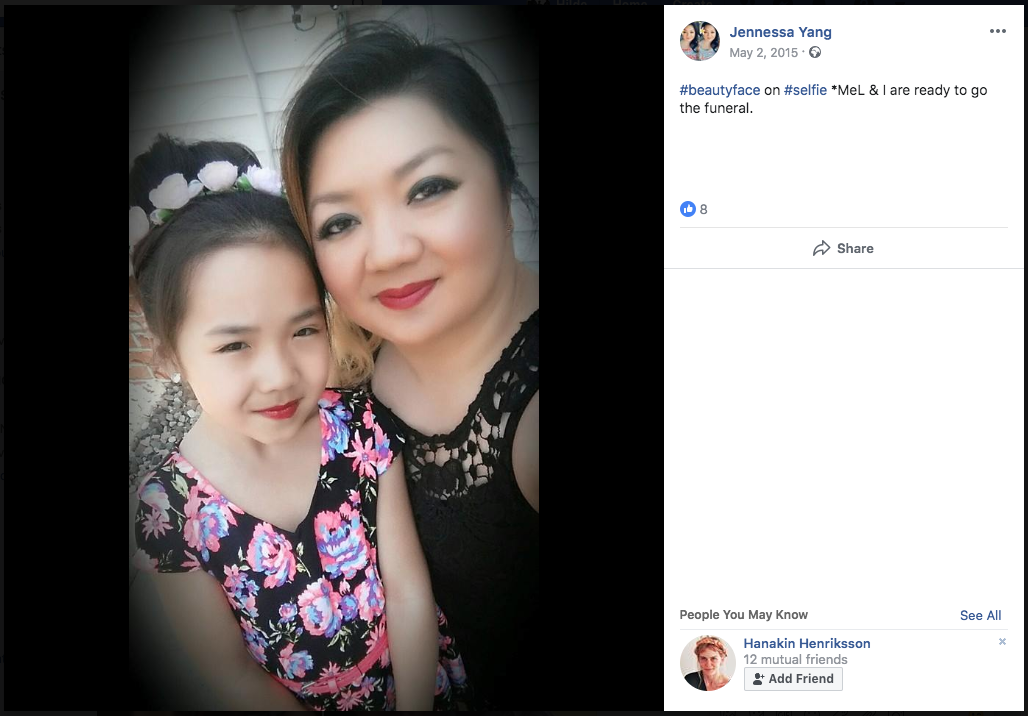 Jennessa Yang
May 2, 2015 ·
#beautyface on #selfie *MeL & I are ready to go
the funeral.
8
Share
People You May Know
See All
Hanakin Henriksson
12 mutual friends
Add Friend